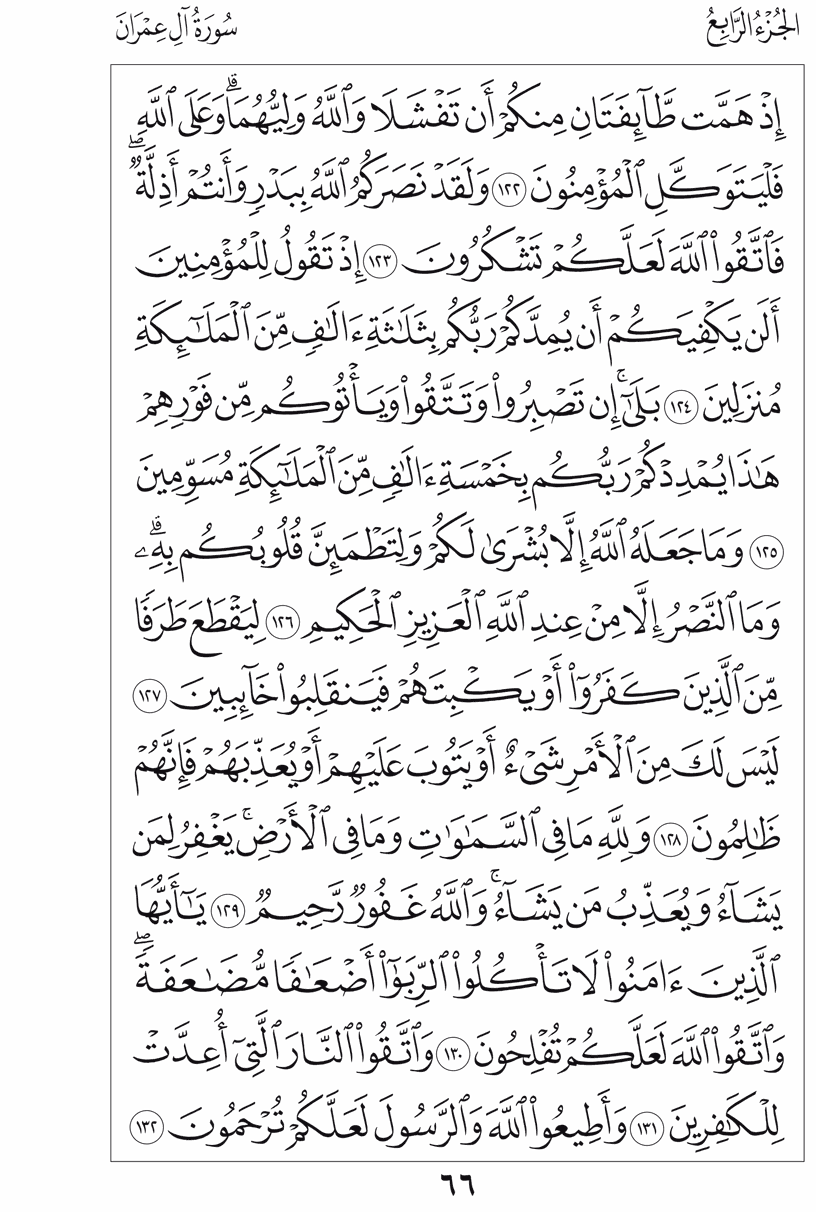 الجُزْءُ الرَّابِعُ
سُورَةُ آلِ عِمْرَانَ
إِذْ هَمَّت طَّآئِفَتَانِ مِنكُمْ أَن تَفْشَلَا وَٱللَّهُ وَلِيُّهُمَاۗ وَعَلَى ٱللَّهِ
فَلْيَتَوَكَّلِ ٱلْمُؤْمِنُونَ ١٢٢ وَلَقَدْ نَصَرَكُمُ ٱللَّهُ بِبَدْرٍ وَأَنتُمْ أَذِلَّةٌۖ
فَٱتَّقُوا۟ ٱللَّهَ لَعَلَّكُمْ تَشْكُرُونَ ١٢٣ إِذْ تَقُولُ لِلْمُؤْمِنِينَ
أَلَن يَكْفِيَكُمْ أَن يُمِدَّكُمْ رَبُّكُم بِثَلَٰثَةِ ءَالَٰفٍ مِّنَ ٱلْمَلَٰٓئِكَةِ
مُنزَلِينَ ١٢٤ بَلَىٰٓۚ إِن تَصْبِرُوا۟ وَتَتَّقُوا۟ وَيَأْتُوكُم مِّن فَوْرِهِمْ
هَٰذَا يُمْدِدْكُمْ رَبُّكُم بِخَمْسَةِ ءَالَٰفٍ مِّنَ ٱلْمَلَٰٓئِكَةِ مُسَوِّمِينَ
١٢٥ وَمَا جَعَلَهُ ٱللَّهُ إِلَّا بُشْرَىٰ لَكُمْ وَلِتَطْمَئِنَّ قُلُوبُكُم بِهِۦۗ
وَمَا ٱلنَّصْرُ إِلَّا مِنْ عِندِ ٱللَّهِ ٱلْعَزِيزِ ٱلْحَكِيمِ ١٢٦ لِيَقْطَعَ طَرَفًا
مِّنَ ٱلَّذِينَ كَفَرُوٓا۟ أَوْ يَكْبِتَهُمْ فَيَنقَلِبُوا۟ خَآئِبِينَ ١٢٧
لَيْسَ لَكَ مِنَ ٱلْأَمْرِ شَىْءٌ أَوْ يَتُوبَ عَلَيْهِمْ أَوْ يُعَذِّبَهُمْ فَإِنَّهُمْ
ظَٰلِمُونَ ١٢٨ وَلِلَّهِ مَا فِى ٱلسَّمَٰوَٰتِ وَمَا فِى ٱلْأَرْضِۚ يَغْفِرُ لِمَن
يَشَآءُ وَيُعَذِّبُ مَن يَشَآءُۚ وَٱللَّهُ غَفُورٌ رَّحِيمٌ ١٢٩ يَٰٓأَيُّهَا
ٱلَّذِينَ ءَامَنُوا۟ لَا تَأْكُلُوا۟ ٱلرِّبَوٰٓا۟ أَضْعَٰفًا مُّضَٰعَفَةًۖ
وَٱتَّقُوا۟ ٱللَّهَ لَعَلَّكُمْ تُفْلِحُونَ ١٣٠ وَٱتَّقُوا۟ ٱلنَّارَ ٱلَّتِىٓ أُعِدَّتْ
لِلْكَٰفِرِينَ ١٣١ وَأَطِيعُوا۟ ٱللَّهَ وَٱلرَّسُولَ لَعَلَّكُمْ تُرْحَمُونَ ١٣٢
٦٦